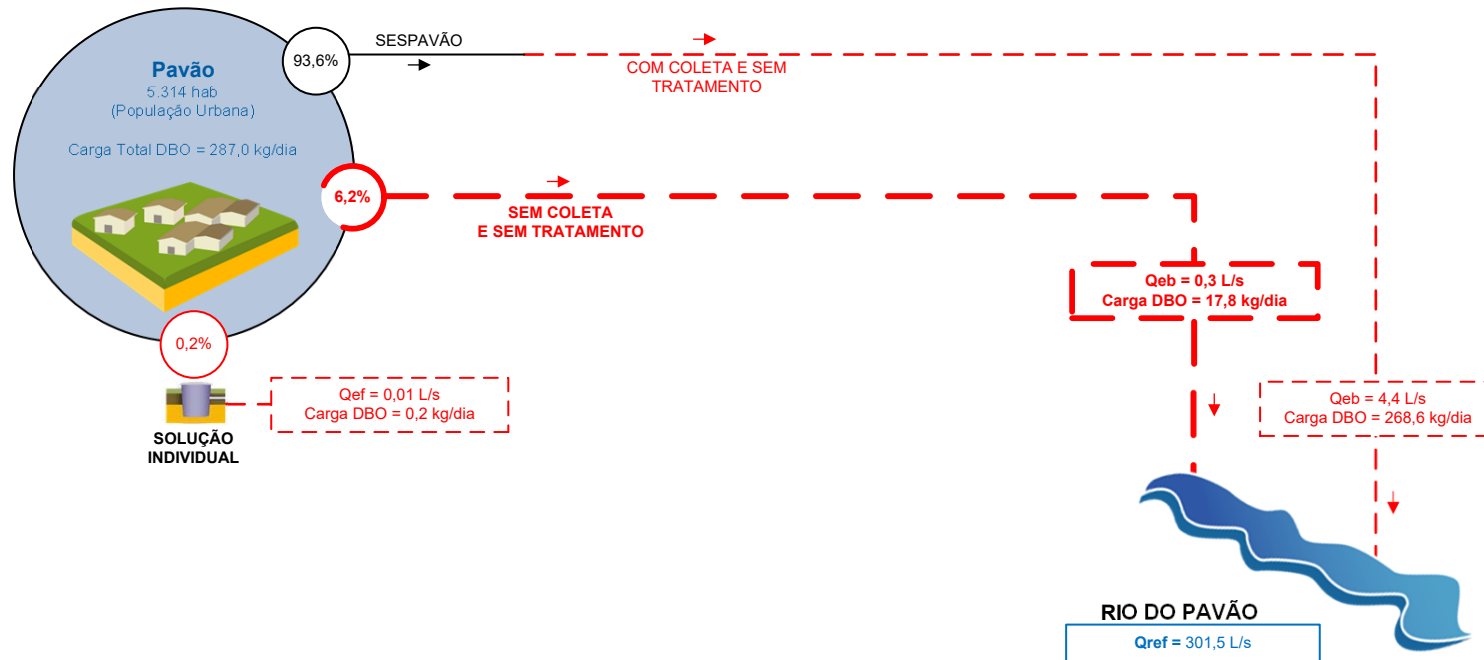 Pavão
5.314 hab
(População Urbana)
Carga Total DBO = 287,0 kg/dia
93,6%
SESPAVÃO
COM COLETA E SEM
TRATAMENTO
6,2%
SEM COLETA
E SEM TRATAMENTO
Qeb = 0,3 L/s
Carga DBO = 17,8 kg/dia
0,2%
Qef = 0,01 L/s
Carga DBO = 0,2 kg/dia
SOLUÇÃO
INDIVIDUAL
Qeb = 4,4 L/s
Carga DBO = 268,6 kg/dia
RIO DO PAVÃO
Qref = 301,5 L/s